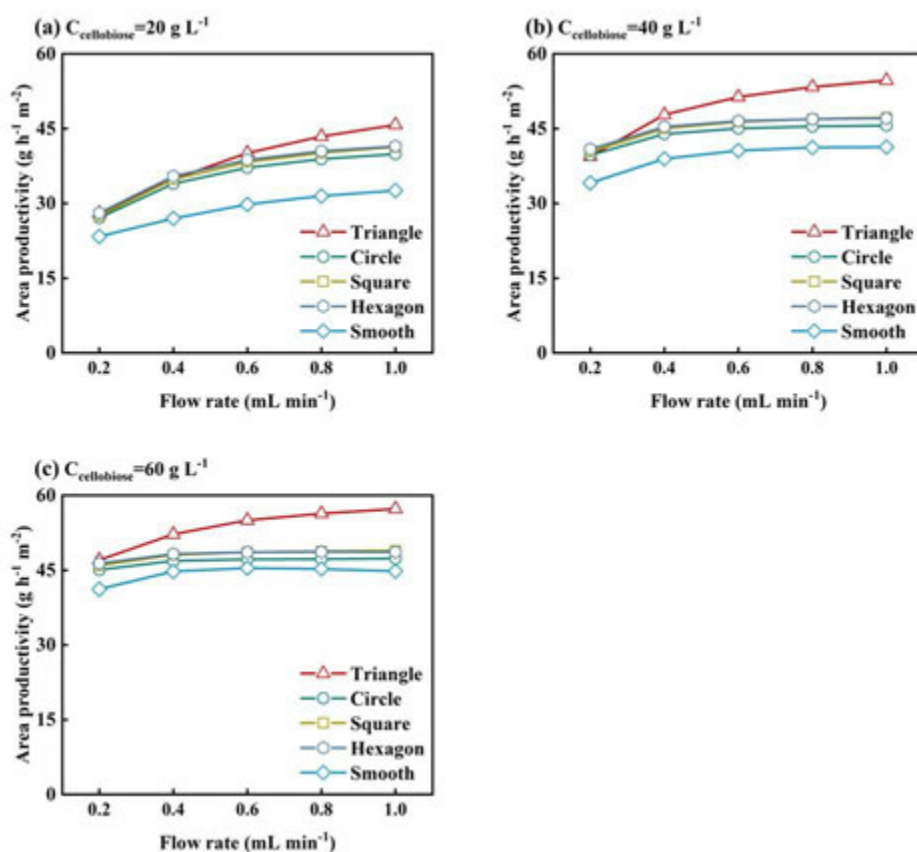 (a) C_cellobiose=20 g L⁻¹
Area productivity (g h⁻¹ m⁻²)
60
45
30
15
0
Triangle
Circle
Square
Hexagon
Smooth
0.2 0.4 0.6 0.8 1.0
Flow rate (mL min⁻¹)
(b) C_cellobiose=40 g L⁻¹
Area productivity (g h⁻¹ m⁻²)
60
45
30
15
0
Triangle
Circle
Square
Hexagon
Smooth
0.2 0.4 0.6 0.8 1.0
Flow rate (mL min⁻¹)
(c) C_cellobiose=60 g L⁻¹
Area productivity (g h⁻¹ m⁻²)
60
45
30
15
0
Triangle
Circle
Square
Hexagon
Smooth
0.2 0.4 0.6 0.8 1.0
Flow rate (mL min⁻¹)